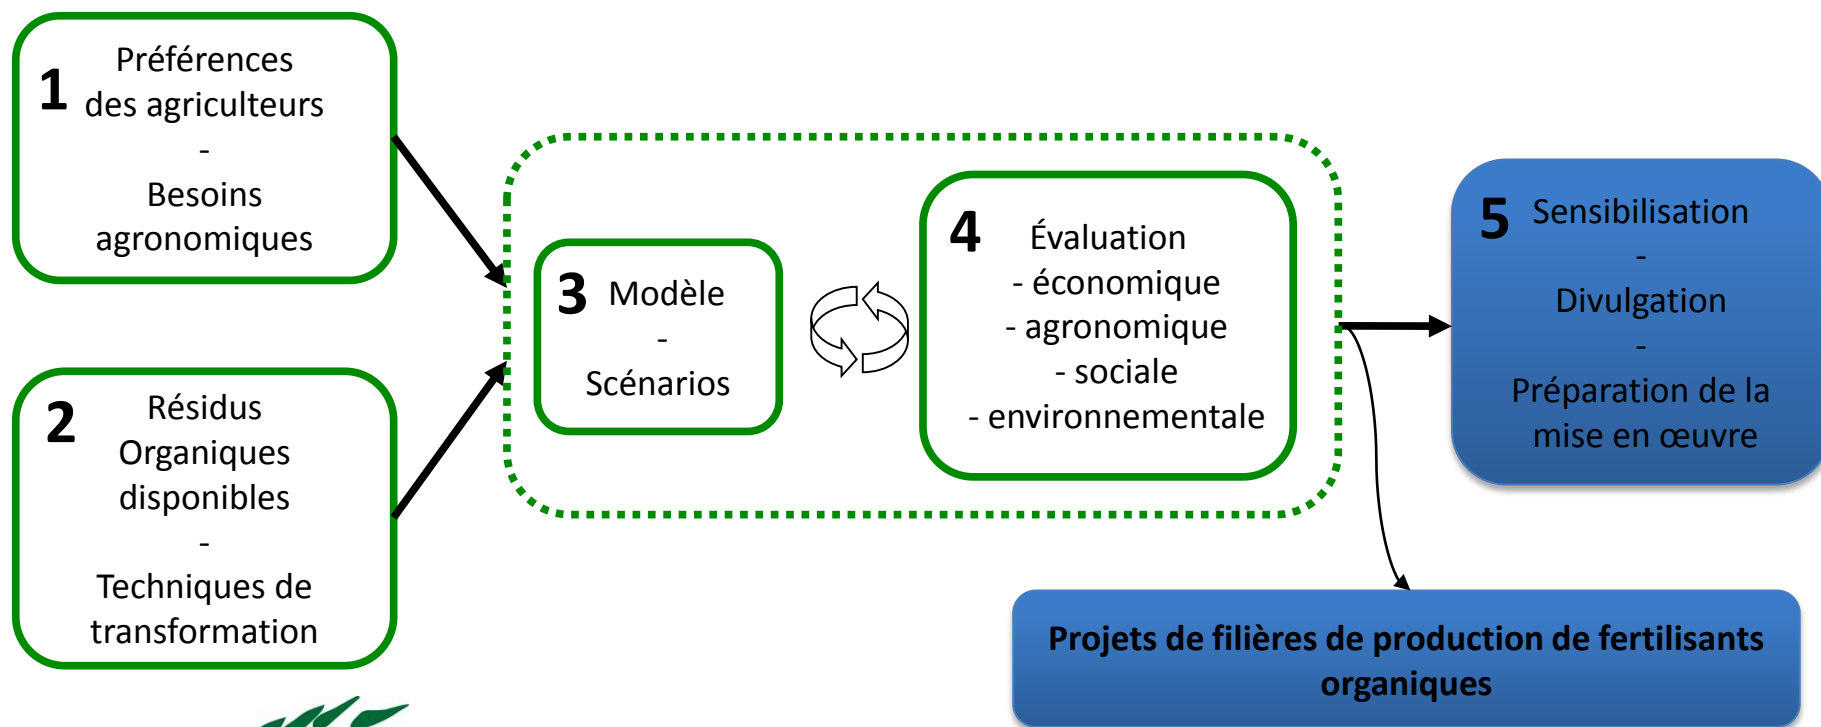 1
Préférences
des agriculteurs
-
Besoins
agronomiques
2
Résidus
Organiques
disponibles
-
Techniques de
transformation
3
Modèle
-
Scénarios
4
Évaluation
- économique
- agronomique
- sociale
- environnementale
5
Sensibilisation
-
Divulgation
-
Préparation de la
mise en œuvre
Projets de filières de production de fertilisants
organiques